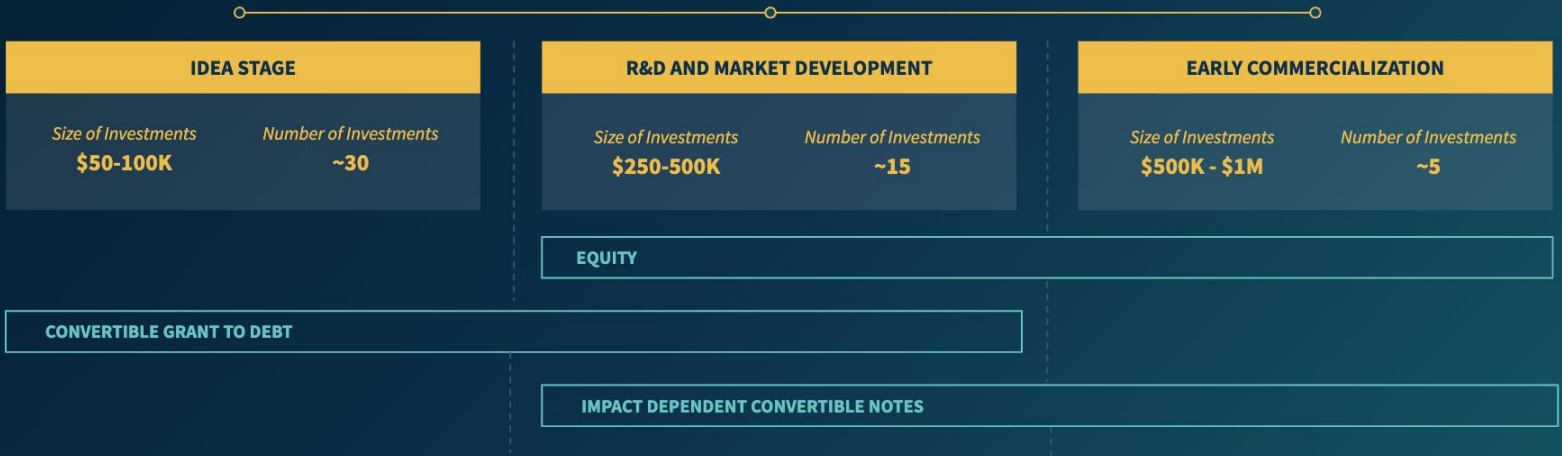 IDEA STAGE
Size of Investments
$50-100K
Number of Investments
~30
R&D AND MARKET DEVELOPMENT
Size of Investments
$250-500K
Number of Investments
~15
EARLY COMMERCIALIZATION
Size of Investments
$500K - $1M
Number of Investments
~5
EQUITY
CONVERTIBLE GRANT TO DEBT
IMPACT DEPENDENT CONVERTIBLE NOTES